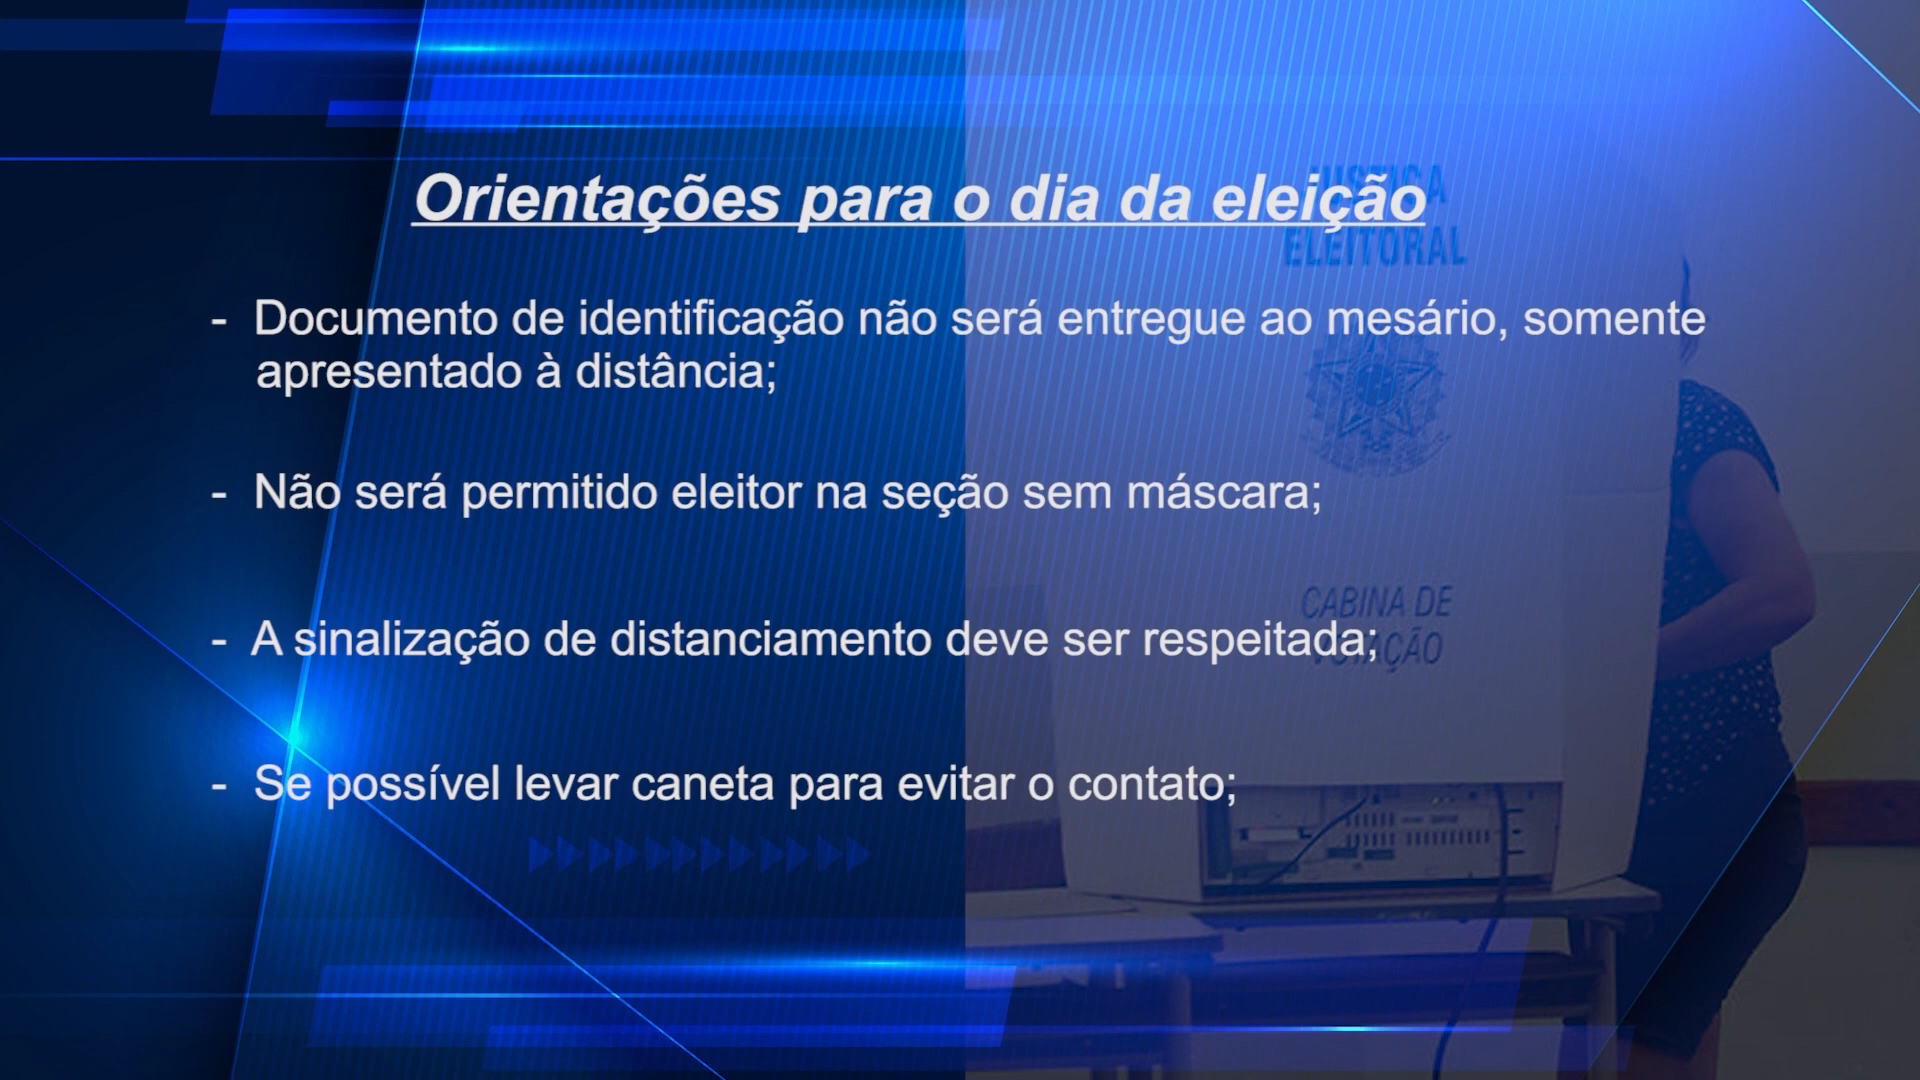 Orientações para o dia da eleição
JUSTIÇA
ELEITORAL
- Documento de identificação não será entregue ao mesário, somente
apresentado à distância;
- Não será permitido eleitor na seção sem máscara;
CABINA DE
VOTAÇÃO
- A sinalização de distanciamento deve ser respeitada;
- Se possível levar caneta para evitar o contato;